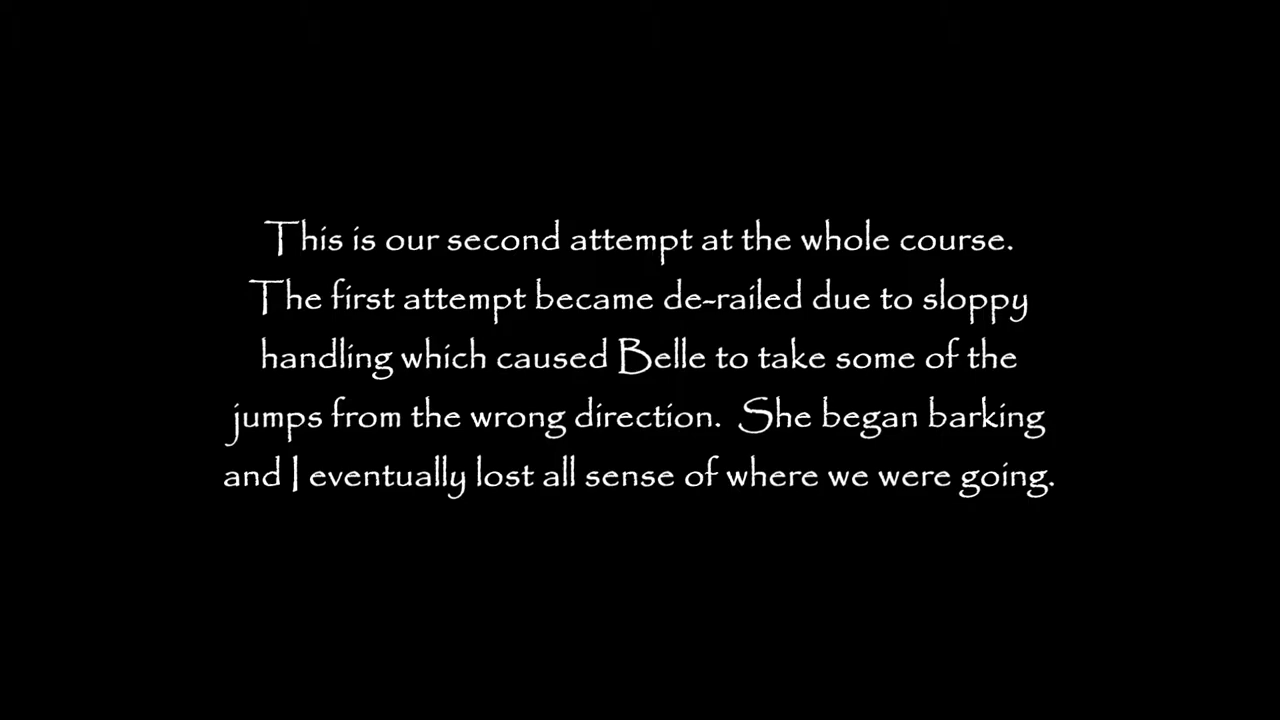 This is our second attempt at the whole course.
The first attempt became de-railed due to sloppy
handling which caused Belle to take some of the
jumps from the wrong direction.  She began barking
and I eventually lost all sense of where we were going.